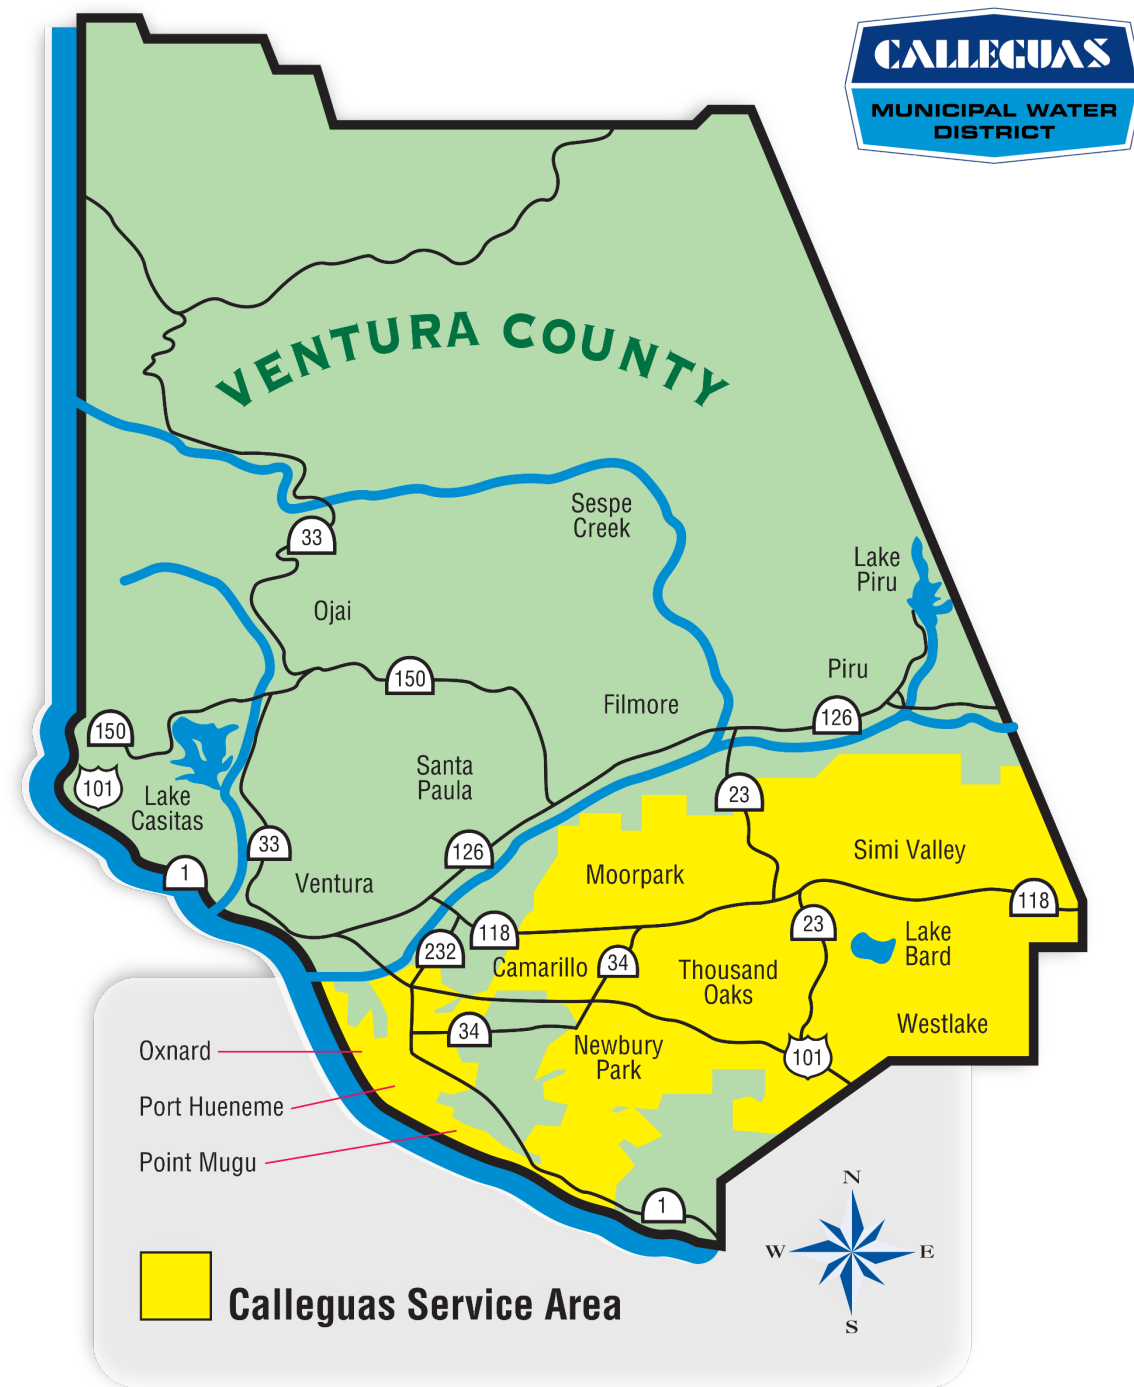 CALLEGUAS
MUNICIPAL WATER
DISTRICT
VENTURA COUNTY
Sespe
Creek
33
Lake
Piru
Ojai
150
Piru
Filmore
126
150
101
Lake
Casitas
Santa
Paula
23
33
126
Simi Valley
1
Ventura
Moorpark
118
118
23
232
Camarillo
34
Thousand
Oaks
Lake
Bard
Westlake
34
Newbury
Park
101
Oxnard
Port Hueneme
Point Mugu
1
N
W
E
S
Calleguas Service Area